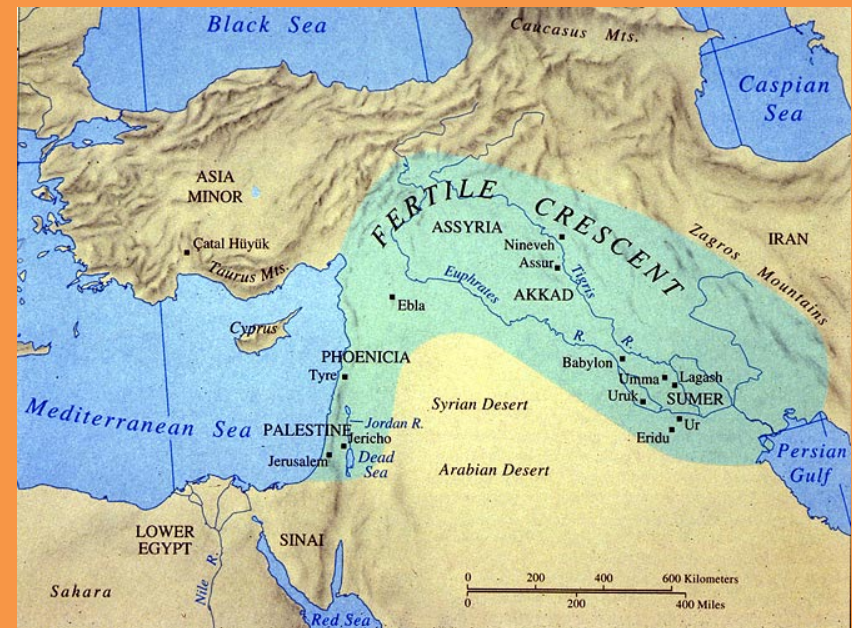 Black Sea
Caucasus Mts.
Caspian
Sea
ASIA
MINOR
FERTILE CRESCENT
ASSYRIA
Zagros Mountains
IRAN
Çatal Hüyük
Taurus Mts.
Nineveh
Assur
Tigris
R.
AKKAD
Euphrates
R.
Ebla
Cyprus
PHOENICIA
Tyre
Babylon
Umma
Lagash
Uruk
SUMER
Ur
Eridu
Syrian Desert
Mediterranean Sea
PALESTINE
Jordan R.
Jericho
Jerusalem
Dead
Sea
Arabian Desert
Persian
Gulf
LOWER
EGYPT
SINAI
Nile R.
Sahara
Red Sea
0 200 400 600 Kilometers
0 200 400 Miles